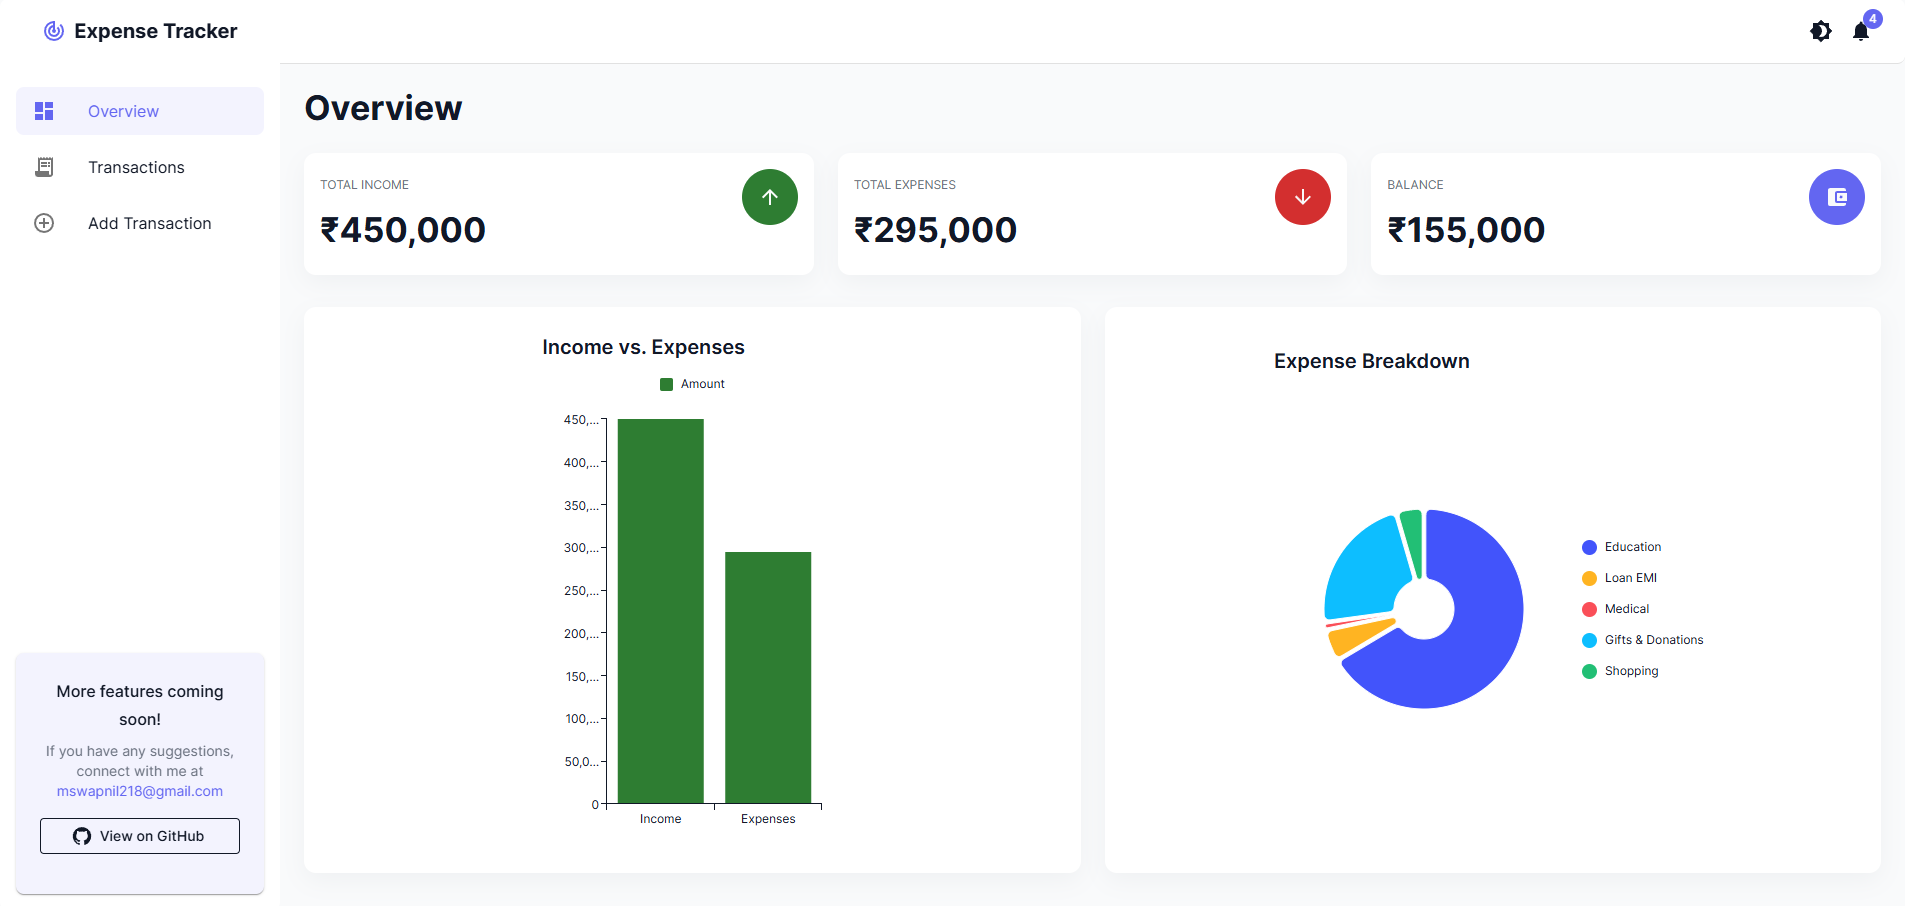 Expense Tracker
4
Overview
Transactions
Add Transaction
More features coming
soon!
If you have any suggestions,
connect with me at
mswapnil218@gmail.com
View on GitHub
Overview
TOTAL INCOME
₹450,000
TOTAL EXPENSES
₹295,000
BALANCE
₹155,000
Income vs. Expenses
Amount
450,...
400,...
350,...
300,...
250,...
200,...
150,...
100,...
50,0...
0
Income
Expenses
Expense Breakdown
Education
Loan EMI
Medical
Gifts & Donations
Shopping